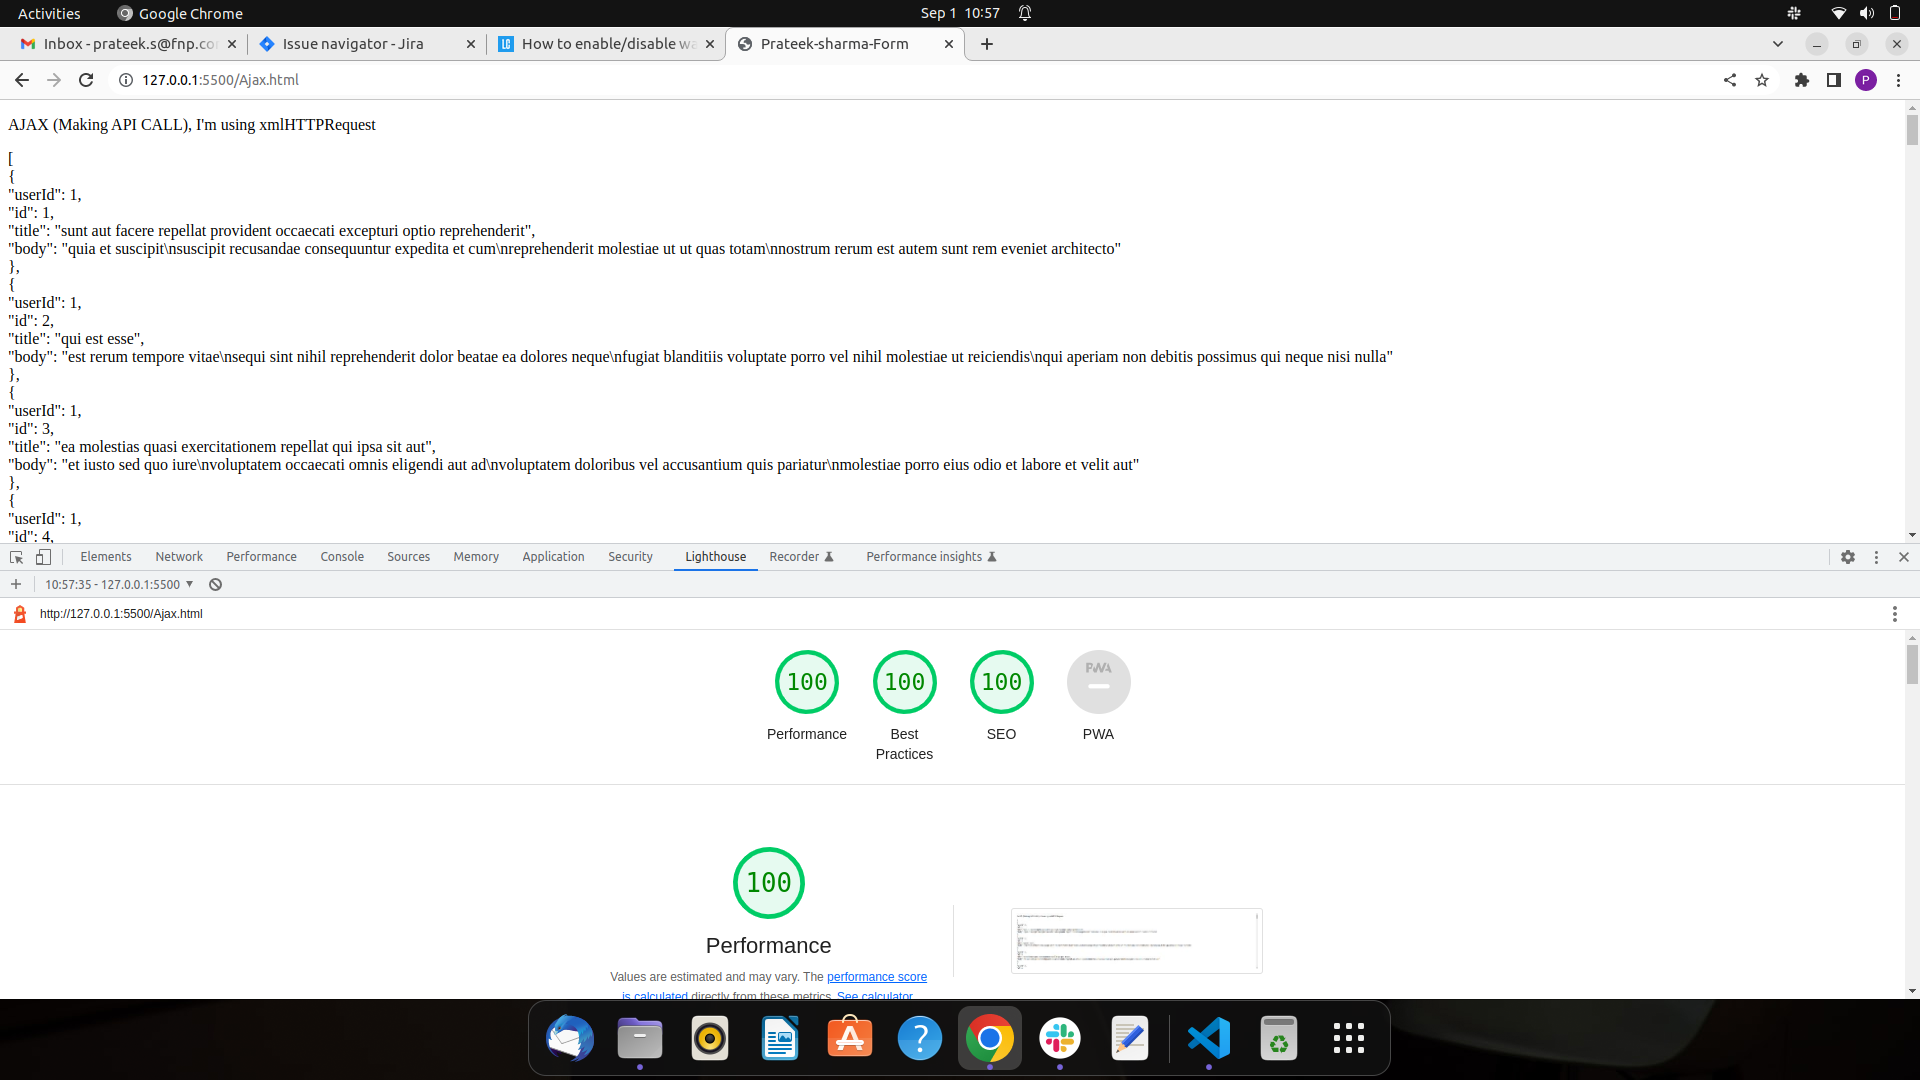 Activities
Google Chrome
Sep 1 10:57
Inbox - prateek.s@fnp.co
Issue navigator - Jira
How to enable/disable wa
Prateek-sharma-Form
127.0.0.1:5500/Ajax.html
P
AJAX (Making API CALL), I'm using xmlHTTPRequest
[
{
"userId": 1,
"id": 1,
"title": "sunt aut facere repellat provident occaecati excepturi optio reprehenderit",
"body": "quia et suscipit\nsuscipit recusandae consequuntur expedita et cum\nreprehenderit molestiae ut ut quas totam\nnostrum rerum est autem sunt rem eveniet architecto"
},
{
"userId": 1,
"id": 2,
"title": "qui est esse",
"body": "est rerum tempore vitae\nsequi sint nihil reprehenderit dolor beatae ea dolores neque\nfugiat blanditiis voluptate porro vel nihil molestiae ut reiciendis\nqui aperiam non debitis possimus qui neque nisi nulla"
},
{
"userId": 1,
"id": 3,
"title": "ea molestias quasi exercitationem repellat qui ipsa sit aut",
"body": "et iusto sed quo iure\nvoluptatem occaecati omnis eligendi aut ad\nvoluptatem doloribus vel accusantium quis pariatur\nmolestiae porro eius odio et labore et velit aut"
},
{
"userId": 1,
"id": 4,
Elements Network Performance Console Sources Memory Application Security Lighthouse Recorder Performance insights
10:57:35 - 127.0.0.1:5500
http://127.0.0.1:5500/Ajax.html
100 100 100 PWA
Performance Best Practices SEO PWA
100
Performance
Values are estimated and may vary. The performance score
is calculated directly from these metrics. See calculator.